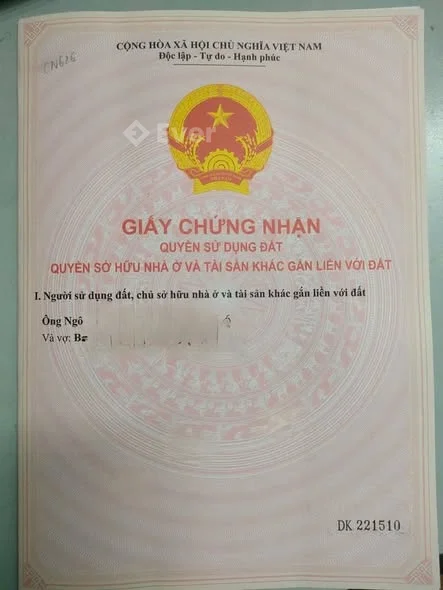 CỘNG HÒA XÃ HỘI CHỦ NGHĨA VIỆT NAM
Độc lập - Tự do - Hạnh phúc
CN626
Ever
GIẤY CHỨNG NHẬN
QUYỀN SỬ DỤNG ĐẤT
QUYỀN SỞ HỮU NHÀ Ở VÀ TÀI SẢN KHÁC GẮN LIỀN VỚI ĐẤT
I. Người sử dụng đất, chủ sở hữu nhà ở và tài sản khác gắn liền với đất
Ông Ngô
Và vợ:
DK 221510